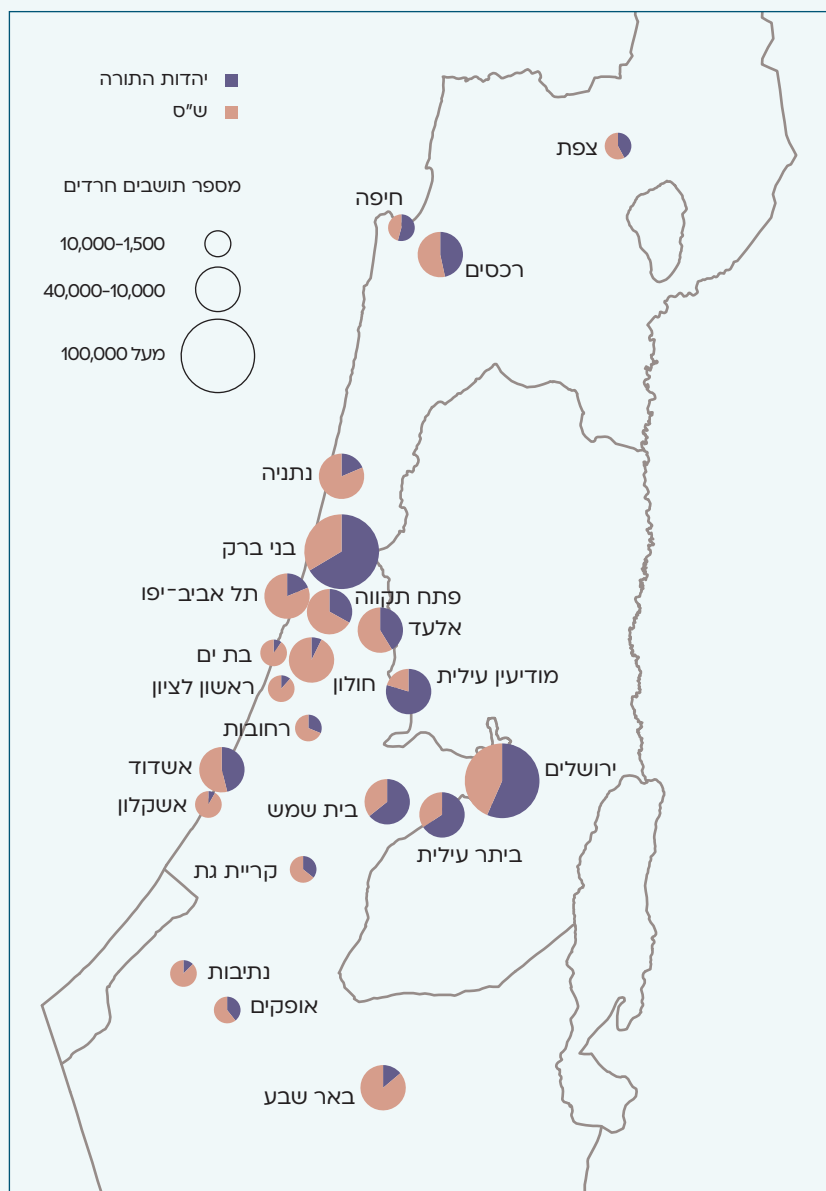 יהדות התורה
ש"ס
מספר תושבים חרדים
10,000-1,500
40,000-10,000
מעל 100,000
צפת
חיפה
רכסים
נתניה
בני ברק
תל אביב-יפו
פתח תקווה
אלעד
בת ים
חולון
מודיעין עילית
ראשון לציון
רחובות
אשדוד
ירושלים
אשקלון
בית שמש
ביתר עילית
קריית גת
נתיבות
אופקים
באר שבע